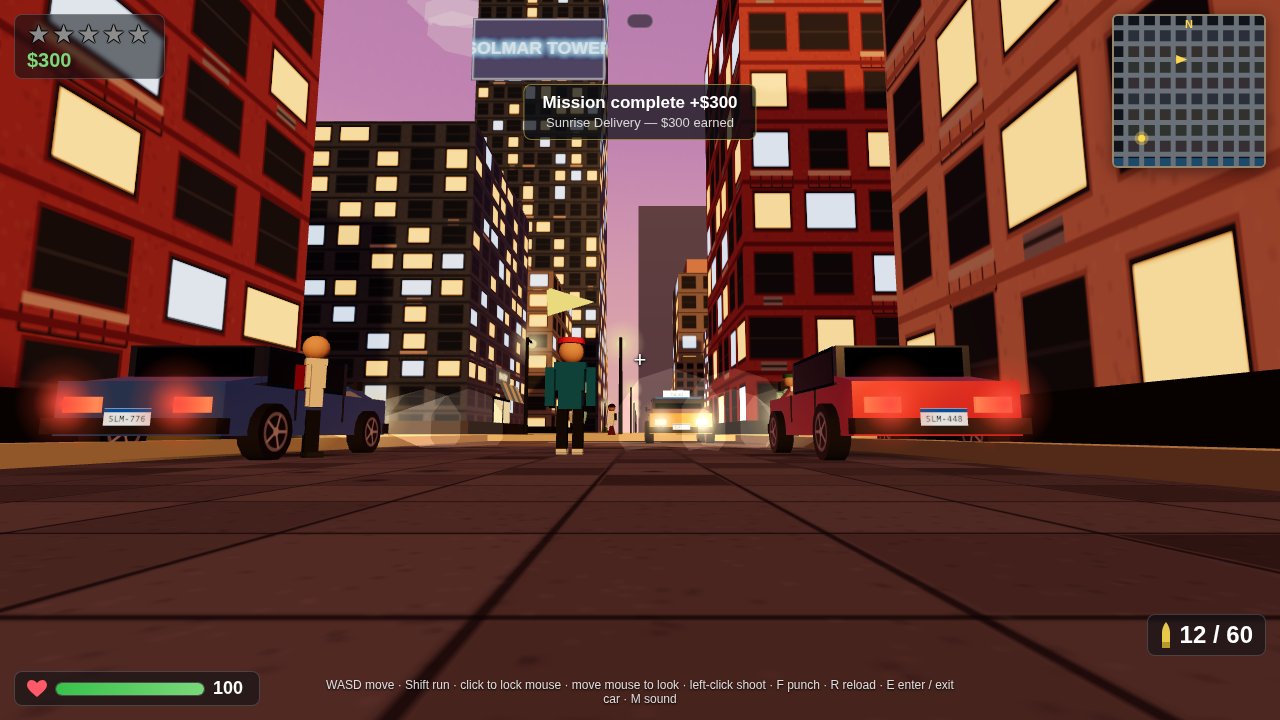 $300
SOLMAR TOWER
Mission complete +$300
Sunrise Delivery — $300 earned
N
SLM-776
SLM-448
12 / 60
100
WASD move · Shift run · click to lock mouse · move mouse to look · left-click shoot · F punch · R reload · E enter / exit
car · M sound